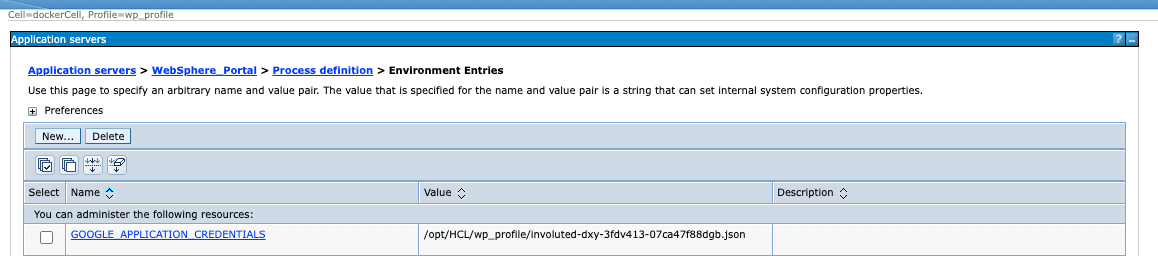 Cell=dockerCell, Profile=wp_profile
Application servers
Application servers > WebSphere_Portal > Process definition > Environment Entries
Use this page to specify an arbitrary name and value pair. The value that is specified for the name and value pair is a string that can set internal system configuration properties.
Preferences
New... Delete
Select Name Value Description
You can administer the following resources:
GOOGLE_APPLICATION_CREDENTIALS /opt/HCL/wp_profile/involuted-dxy-3fdv413-07ca47f88dgb.json